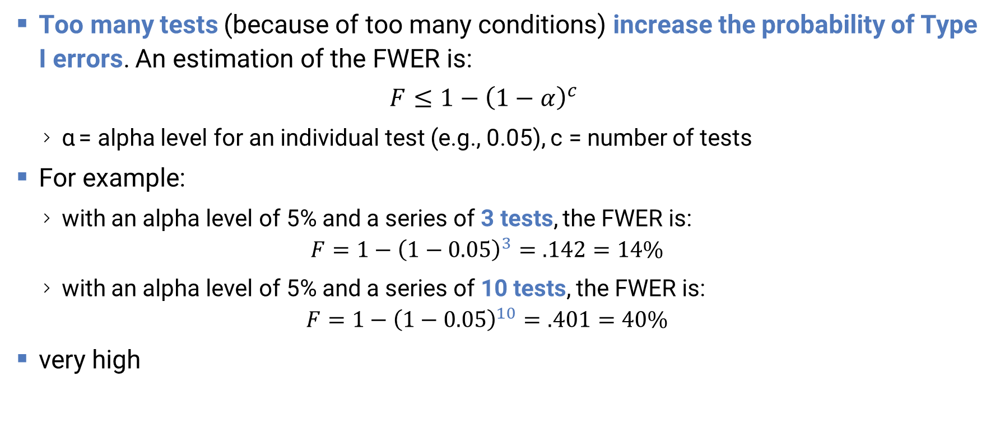 ▪ Too many tests (because of too many conditions) increase the probability of Type
I errors. An estimation of the FWER is:
F ≤ 1 − (1 − α)^c
› α = alpha level for an individual test (e.g., 0.05), c = number of tests
▪ For example:
› with an alpha level of 5% and a series of 3 tests, the FWER is:
F = 1 − (1 − 0.05)^3 = .142 = 14%
› with an alpha level of 5% and a series of 10 tests, the FWER is:
F = 1 − (1 − 0.05)^10 = .401 = 40%
▪ very high